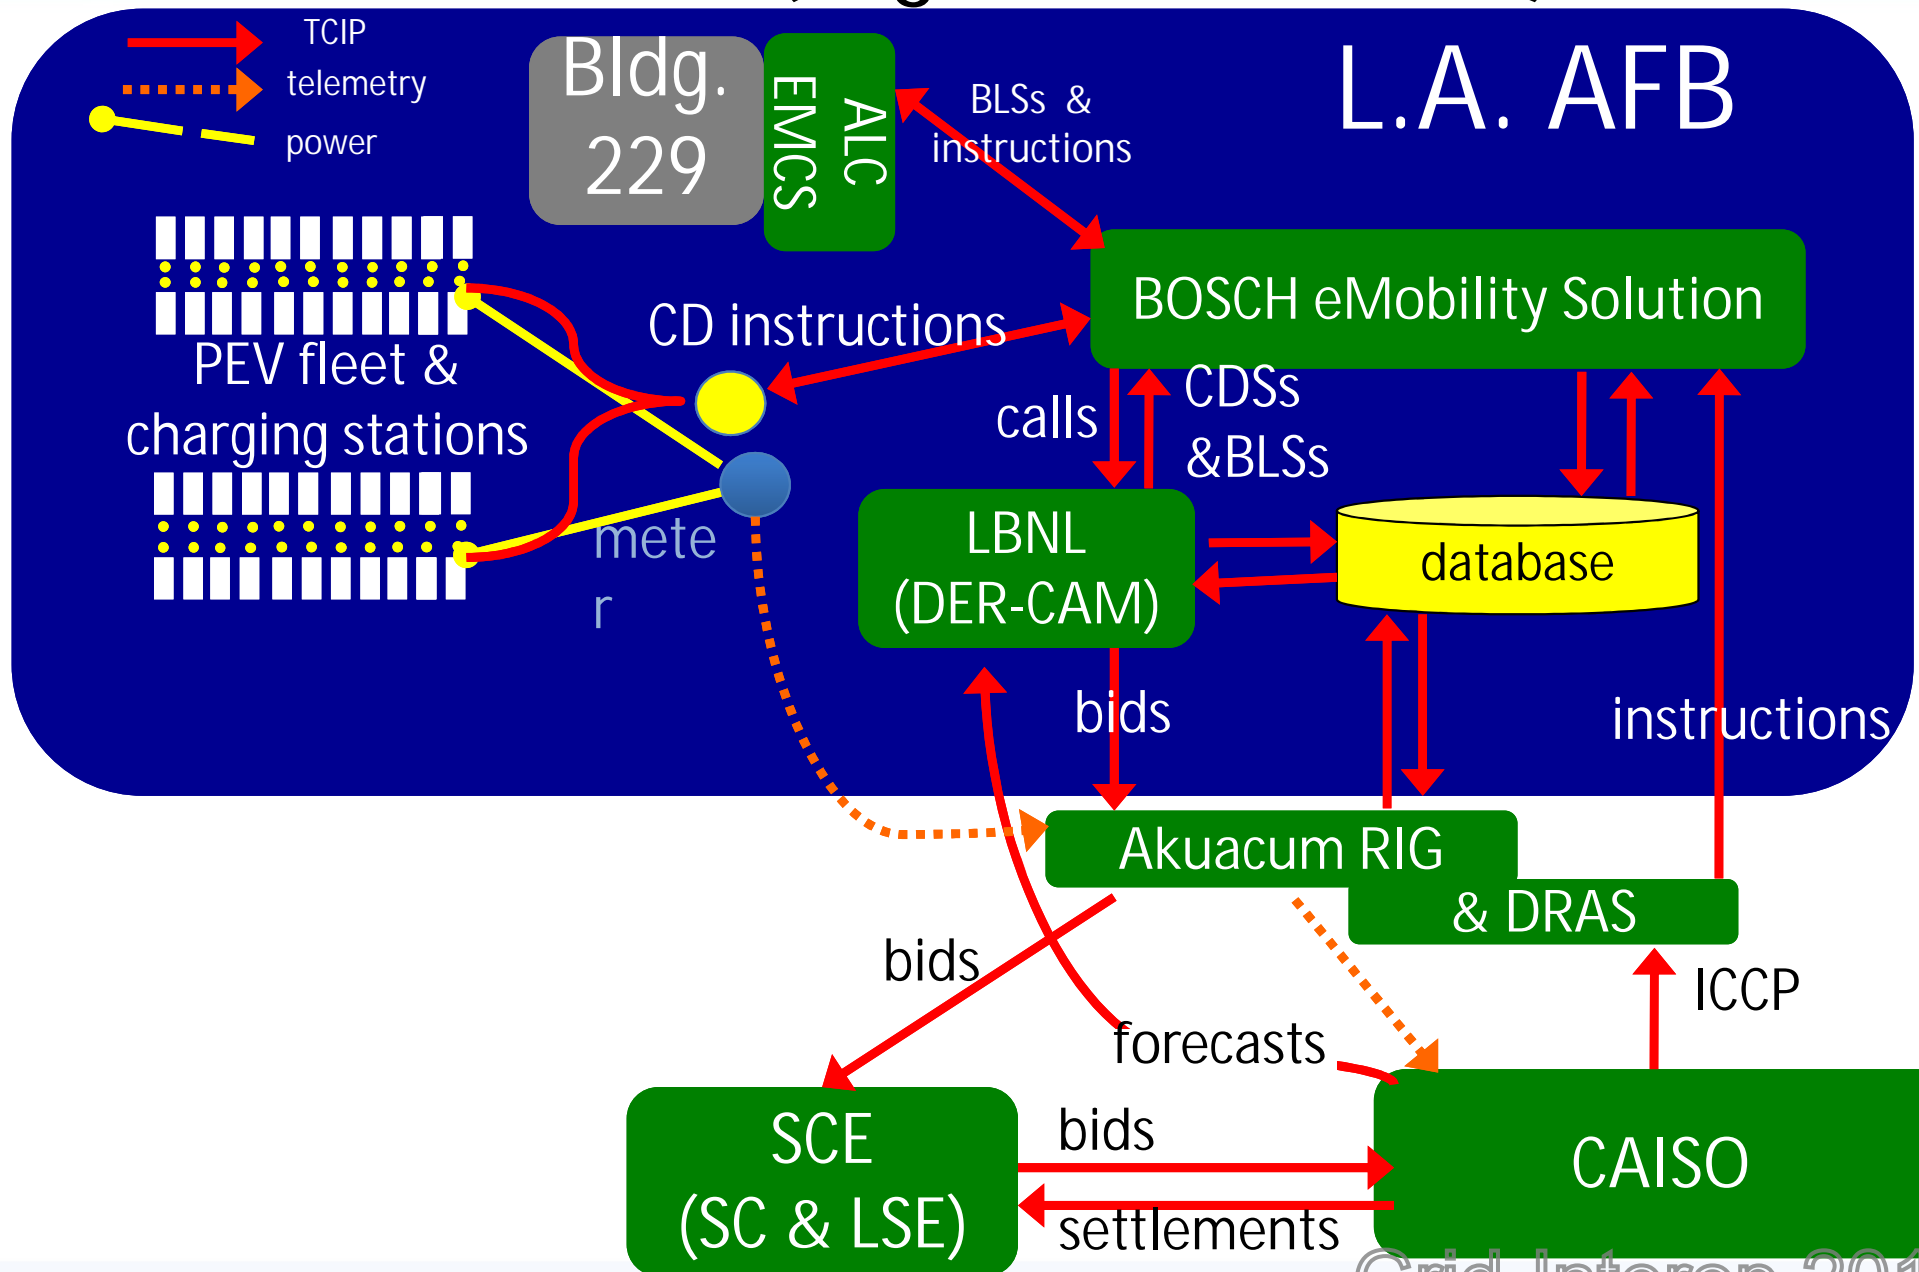 TCIP
telemetry
power
Bldg.
229
ALC
EMCS
BLSs &
instructions
L.A. AFB
BOSCH eMobility Solution
CD instructions
PEV fleet &
charging stations
calls
CDSs
&BLSs
mete
r
LBNL
(DER-CAM)
database
bids
instructions
Akuacum RIG
& DRAS
bids
ICCP
forecasts
SCE
(SC & LSE)
bids
settlements
CAISO
Grid-Interop